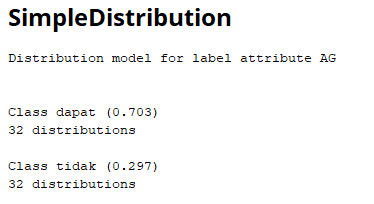 SimpleDistribution
Distribution model for label attribute AG
Class dapat (0.703)
32 distributions
Class tidak (0.297)
32 distributions